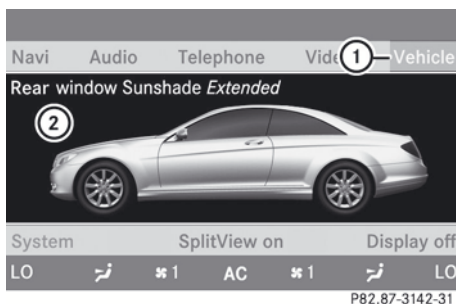 Navi Audio Telephone Vide 1 Vehicle
Rear window Sunshade Extended
2
System SplitView on Display off
LO 1 AC 1 LO
P82.87-3142-31